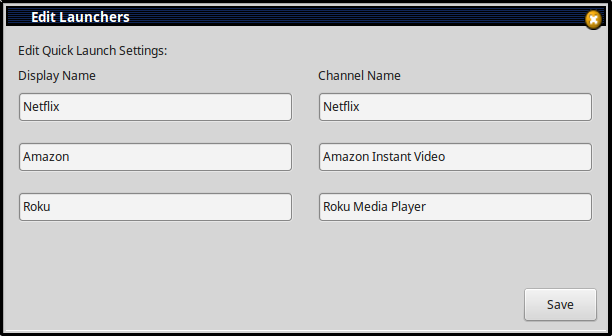 Edit Launchers
Edit Quick Launch Settings:
Display Name Channel Name
Netflix Netflix
Amazon Amazon Instant Video
Roku Roku Media Player
Save